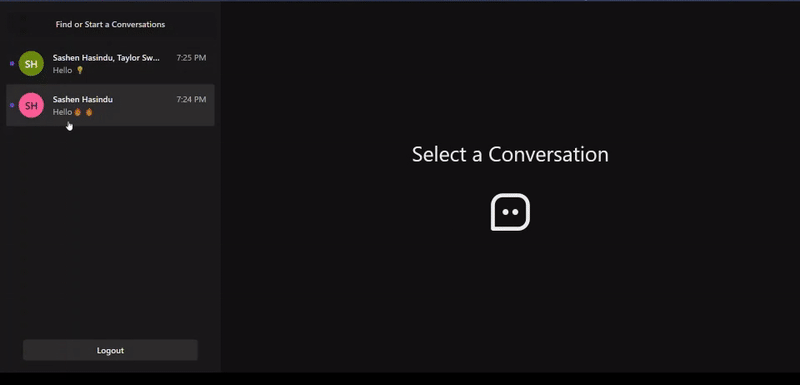 Find or Start a Conversations
SH
Sashen Hasindu, Taylor Sw...
7:25 PM
Hello 💡
SH
Sashen Hasindu
7:24 PM
Hello🔥 🔥
Select a Conversation
Logout